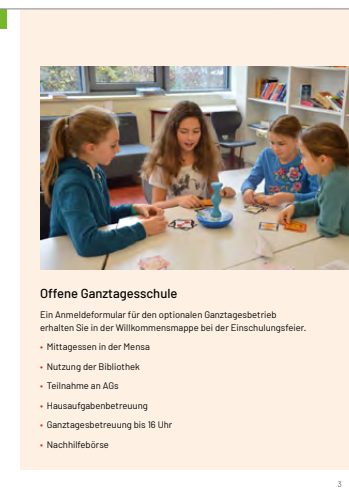 Offene Ganztagesschule
Ein Anmeldeformular für den optionalen Ganztagesbetrieb
erhalten Sie in der Willkommensmappe bei der Einschulungsfeier.
• Mittagessen in der Mensa
• Nutzung der Bibliothek
• Teilnahme an AGs
• Hausaufgabenbetreuung
• Ganztagesbetreuung bis 16 Uhr
• Nachhilfebörse
3